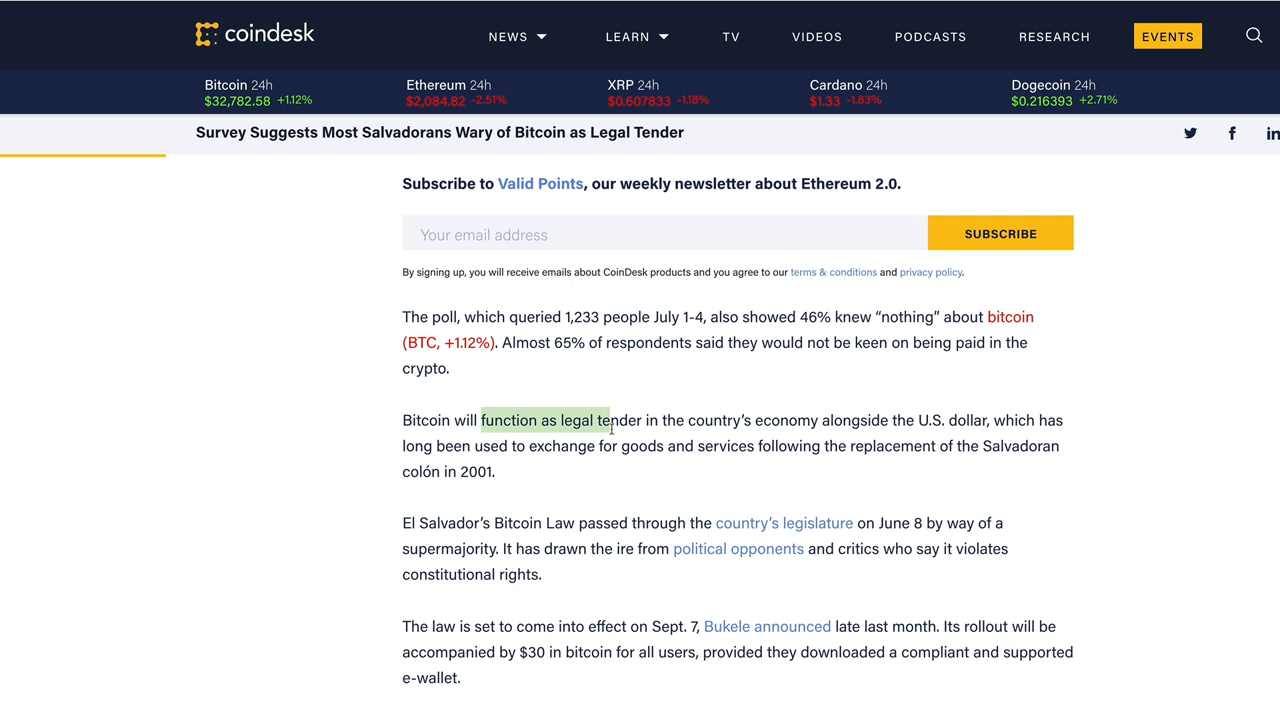 coindesk
NEWS LEARN TV VIDEOS PODCASTS RESEARCH EVENTS
Bitcoin 24h Ethereum 24h XRP 24h Cardano 24h Dogecoin 24h
$32,782.58 +1.12% $2,084.82 -2.51% $0.607833 -1.18% $1.33 -1.83% $0.216393 +2.71%
Survey Suggests Most Salvadorans Wary of Bitcoin as Legal Tender
Subscribe to Valid Points, our weekly newsletter about Ethereum 2.0.
Your email address SUBSCRIBE
By signing up, you will receive emails about CoinDesk products and you agree to our terms & conditions and privacy policy.
The poll, which queried 1,233 people July 1-4, also showed 46% knew “nothing” about bitcoin
(BTC, +1.12%). Almost 65% of respondents said they would not be keen on being paid in the
crypto.
Bitcoin will function as legal tender in the country’s economy alongside the U.S. dollar, which has
long been used to exchange for goods and services following the replacement of the Salvadoran
colón in 2001.
El Salvador’s Bitcoin Law passed through the country’s legislature on June 8 by way of a
supermajority. It has drawn the ire from political opponents and critics who say it violates
constitutional rights.
The law is set to come into effect on Sept. 7, Bukele announced late last month. Its rollout will be
accompanied by $30 in bitcoin for all users, provided they downloaded a compliant and supported
e-wallet.